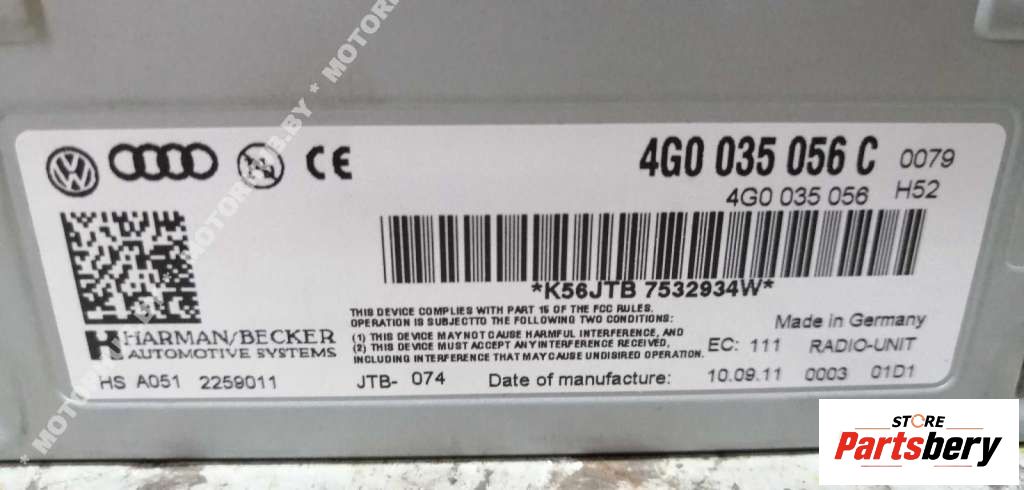 4G0 035 056 C 0079
4G0 035 056 H52
*K56JTB 7532934W*
THIS DEVICE COMPLIES WITH PART 15 OF THE FCC RULES.
OPERATION IS SUBJECTTO THE FOLLOWING TWO CONDITIONS:
(1) THIS DEVICE MAY NOT CAUSE HARMFUL INTERFERENCE, AND
(2) THIS DEVICE MUST ACCEPT ANY INTERFERENCE RECEIVED,
INCLUDING INTERFERENCE THAT MAY CAUSE UNDISIRED OPERATION.
Made in Germany
EC: 111 RADIO-UNIT
HARMAN/BECKER
AUTOMOTIVE SYSTEMS
HS A051 2259011 JTB- 074 Date of manufacture: 10.09.11 0003 01D1
STORE
Partsbery